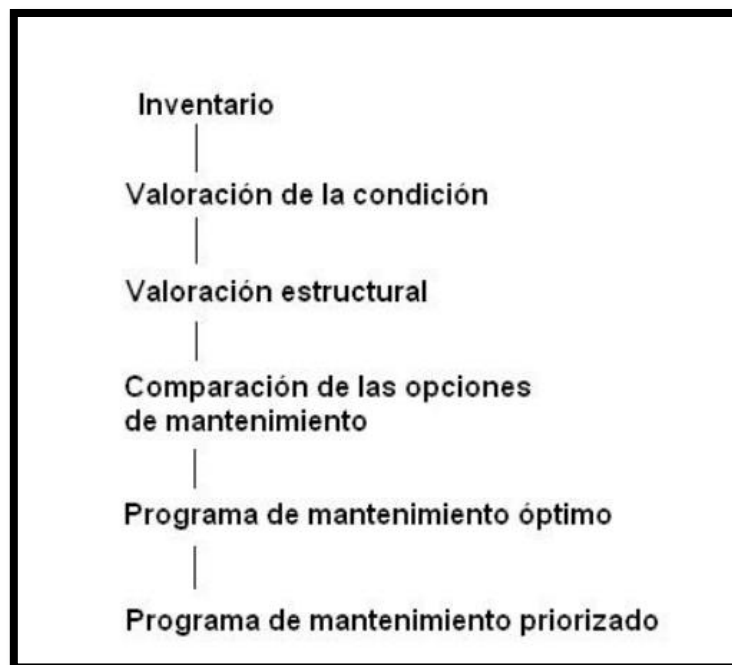 Inventario
Valoración de la condición
Valoración estructural
Comparación de las opciones
de mantenimiento
Programa de mantenimiento óptimo
Programa de mantenimiento priorizado